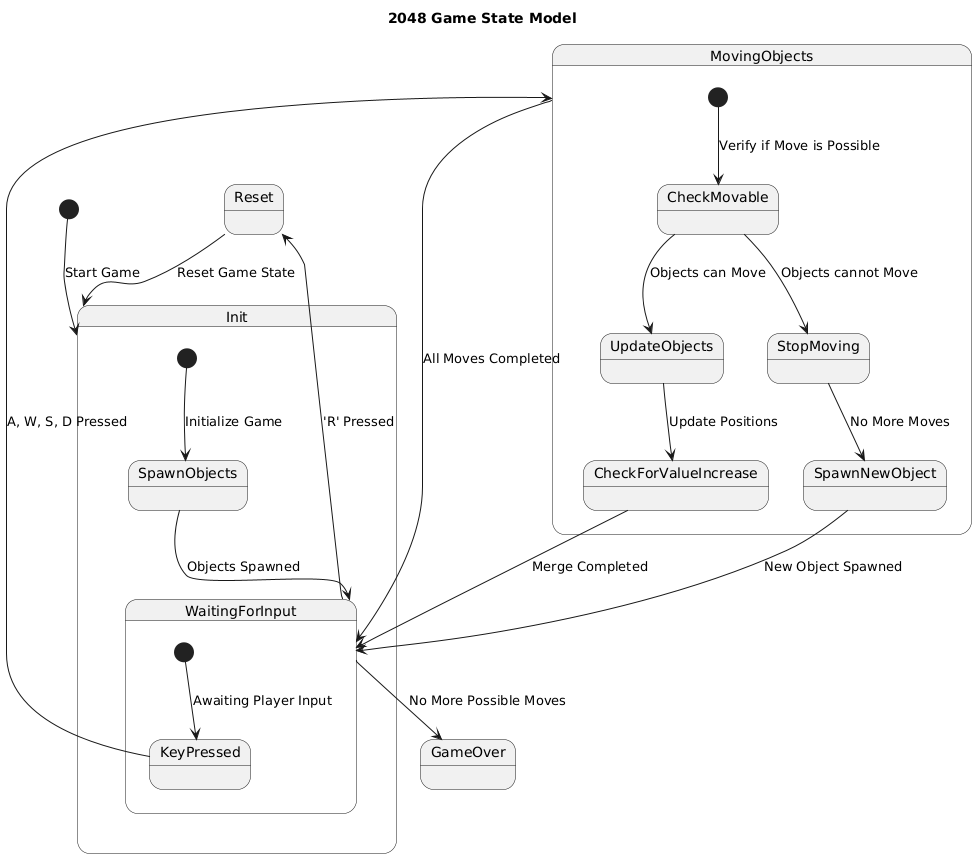 2048 Game State Model
MovingObjects
Verify if Move is Possible
Reset
CheckMovable
Start Game
Reset Game State
Objects can Move
Objects cannot Move
Init
UpdateObjects
StopMoving
All Moves Completed
A, W, S, D Pressed
Initialize Game
'R' Pressed
Update Positions
No More Moves
SpawnObjects
CheckForValueIncrease
SpawnNewObject
Objects Spawned
Merge Completed
New Object Spawned
WaitingForInput
Awaiting Player Input
No More Possible Moves
KeyPressed
GameOver